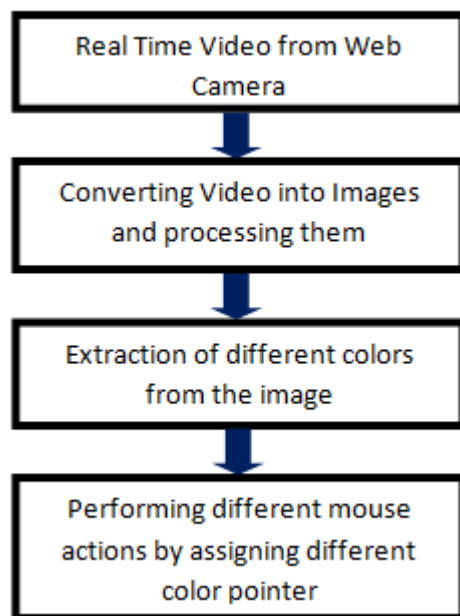 Real Time Video from Web
Camera
Converting Video into Images
and processing them
Extraction of different colors
from the image
Performing different mouse
actions by assigning different
color pointer